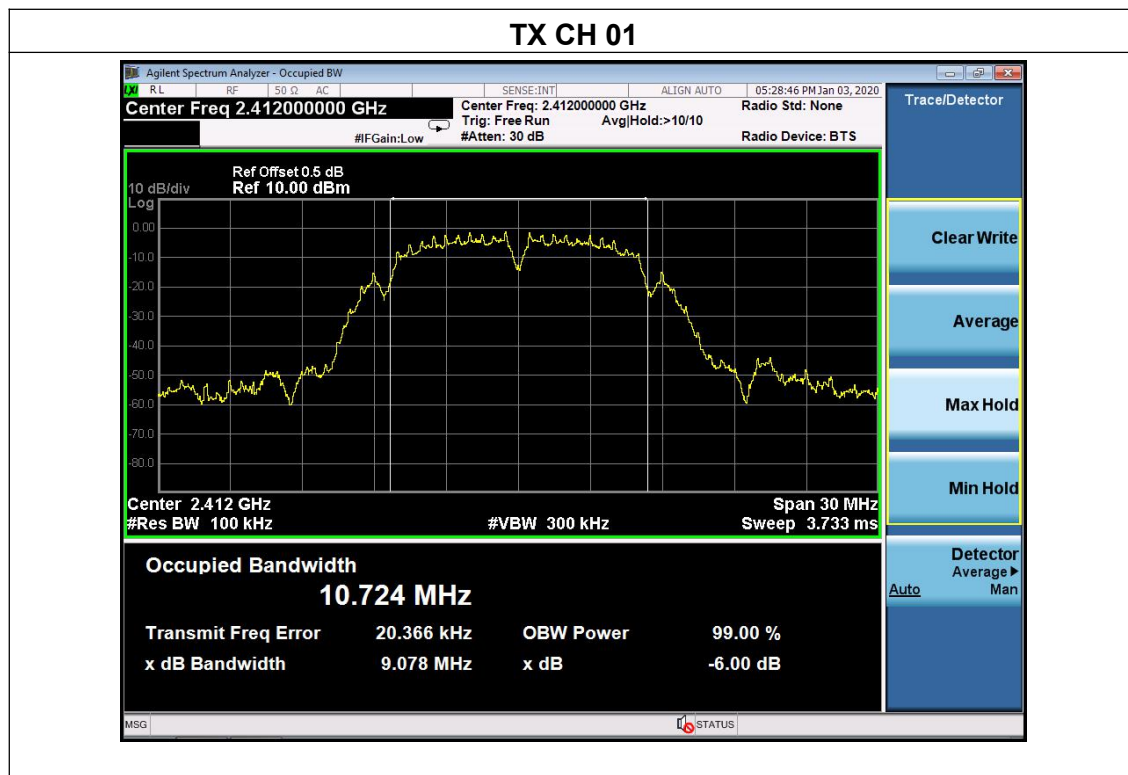 TX CH 01
Agilent Spectrum Analyzer - Occupied BW
LXI RL RF 50 Ω AC SENSE:INT ALIGN AUTO 05:28:46 PM Jan 03, 2020
Center Freq 2.412000000 GHz
Center Freq: 2.412000000 GHz Radio Std: None
Trig: Free Run Avg|Hold:>10/10
#IFGain:Low #Atten: 30 dB Radio Device: BTS
Ref Offset 0.5 dB
10 dB/div Ref 10.00 dBm
Log
0.00
-10.0
-20.0
-30.0
-40.0
-50.0
-60.0
-70.0
-80.0
Center 2.412 GHz Span 30 MHz
#Res BW 100 kHz #VBW 300 kHz Sweep 3.733 ms
Occupied Bandwidth
10.724 MHz
Transmit Freq Error 20.366 kHz OBW Power 99.00 %
x dB Bandwidth 9.078 MHz x dB -6.00 dB
MSG STATUS
Trace/Detector
Clear Write
Average
Max Hold
Min Hold
Detector
Average▶
Auto Man